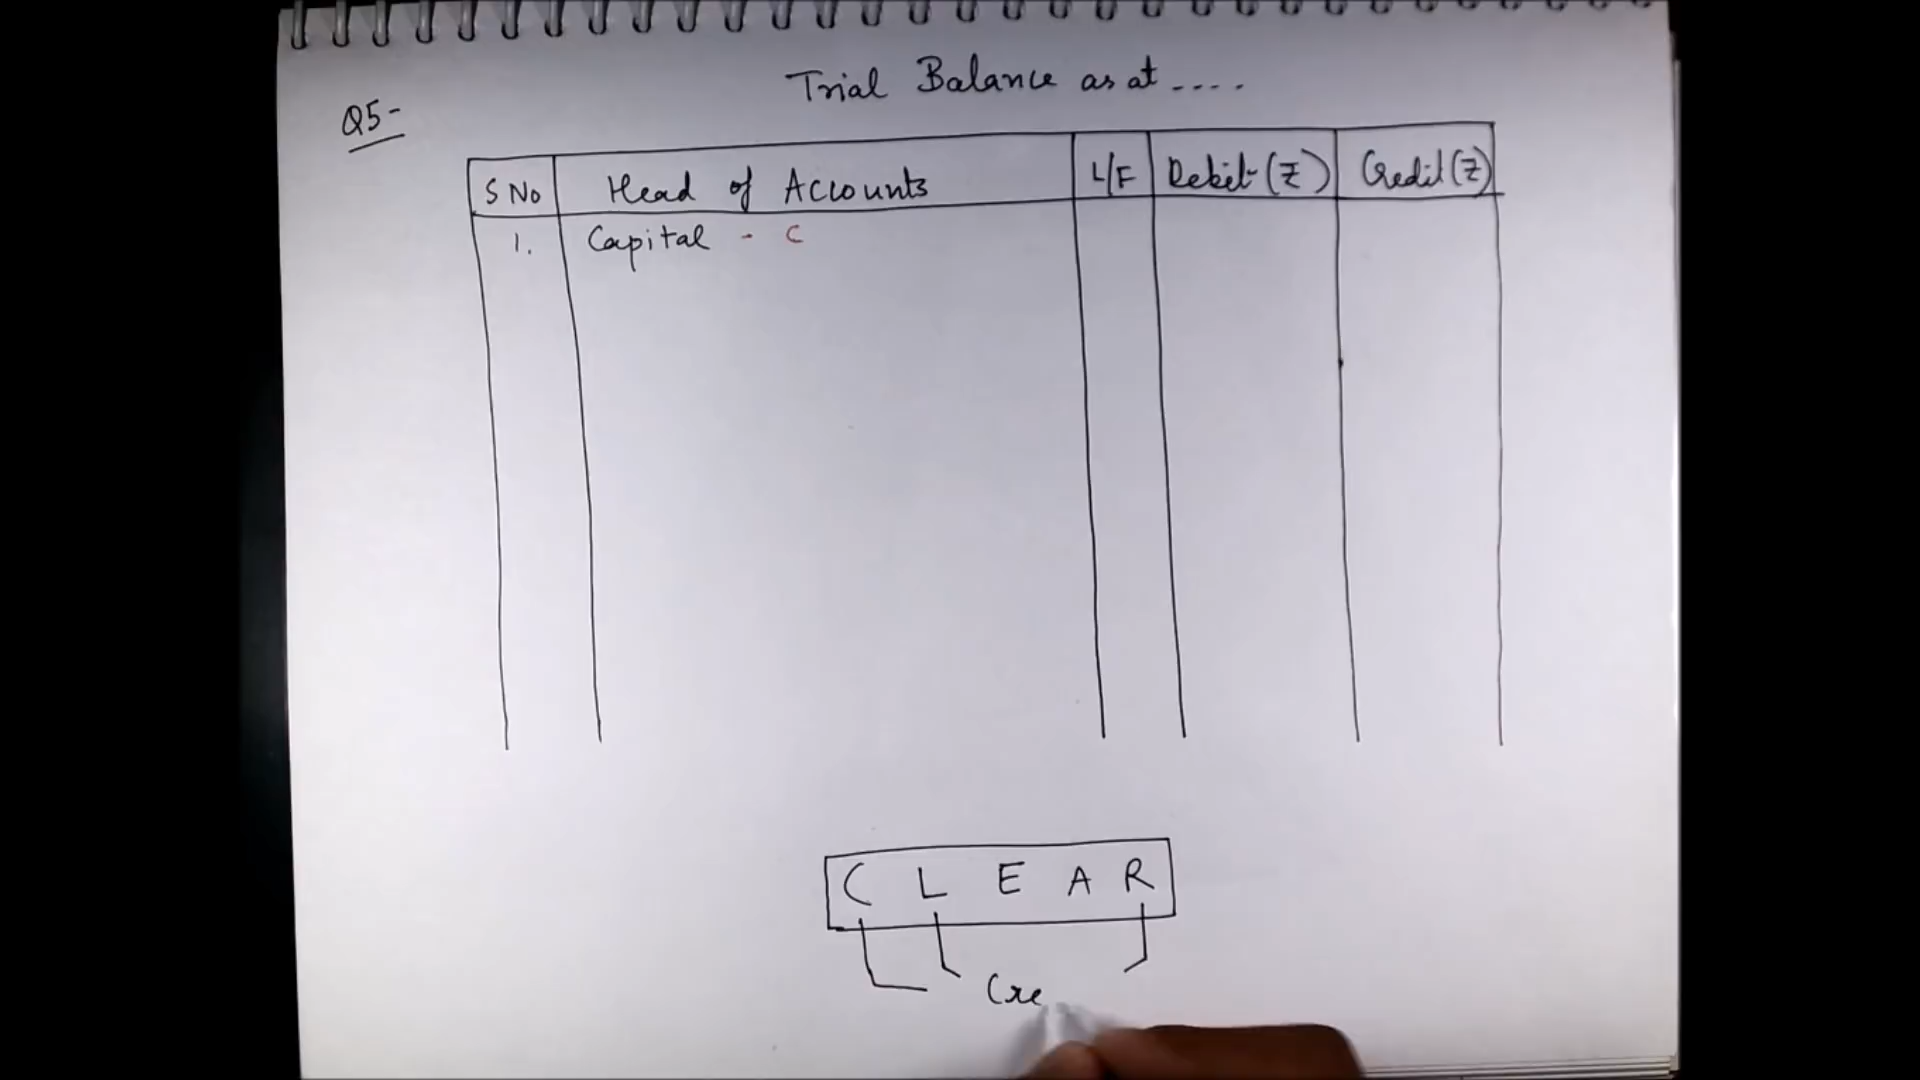 Trial Balance as at ....
Q5-
S No Head of Accounts L/F Debit (₹) Credit (₹)
1. Capital - C
C L E A R
Cre